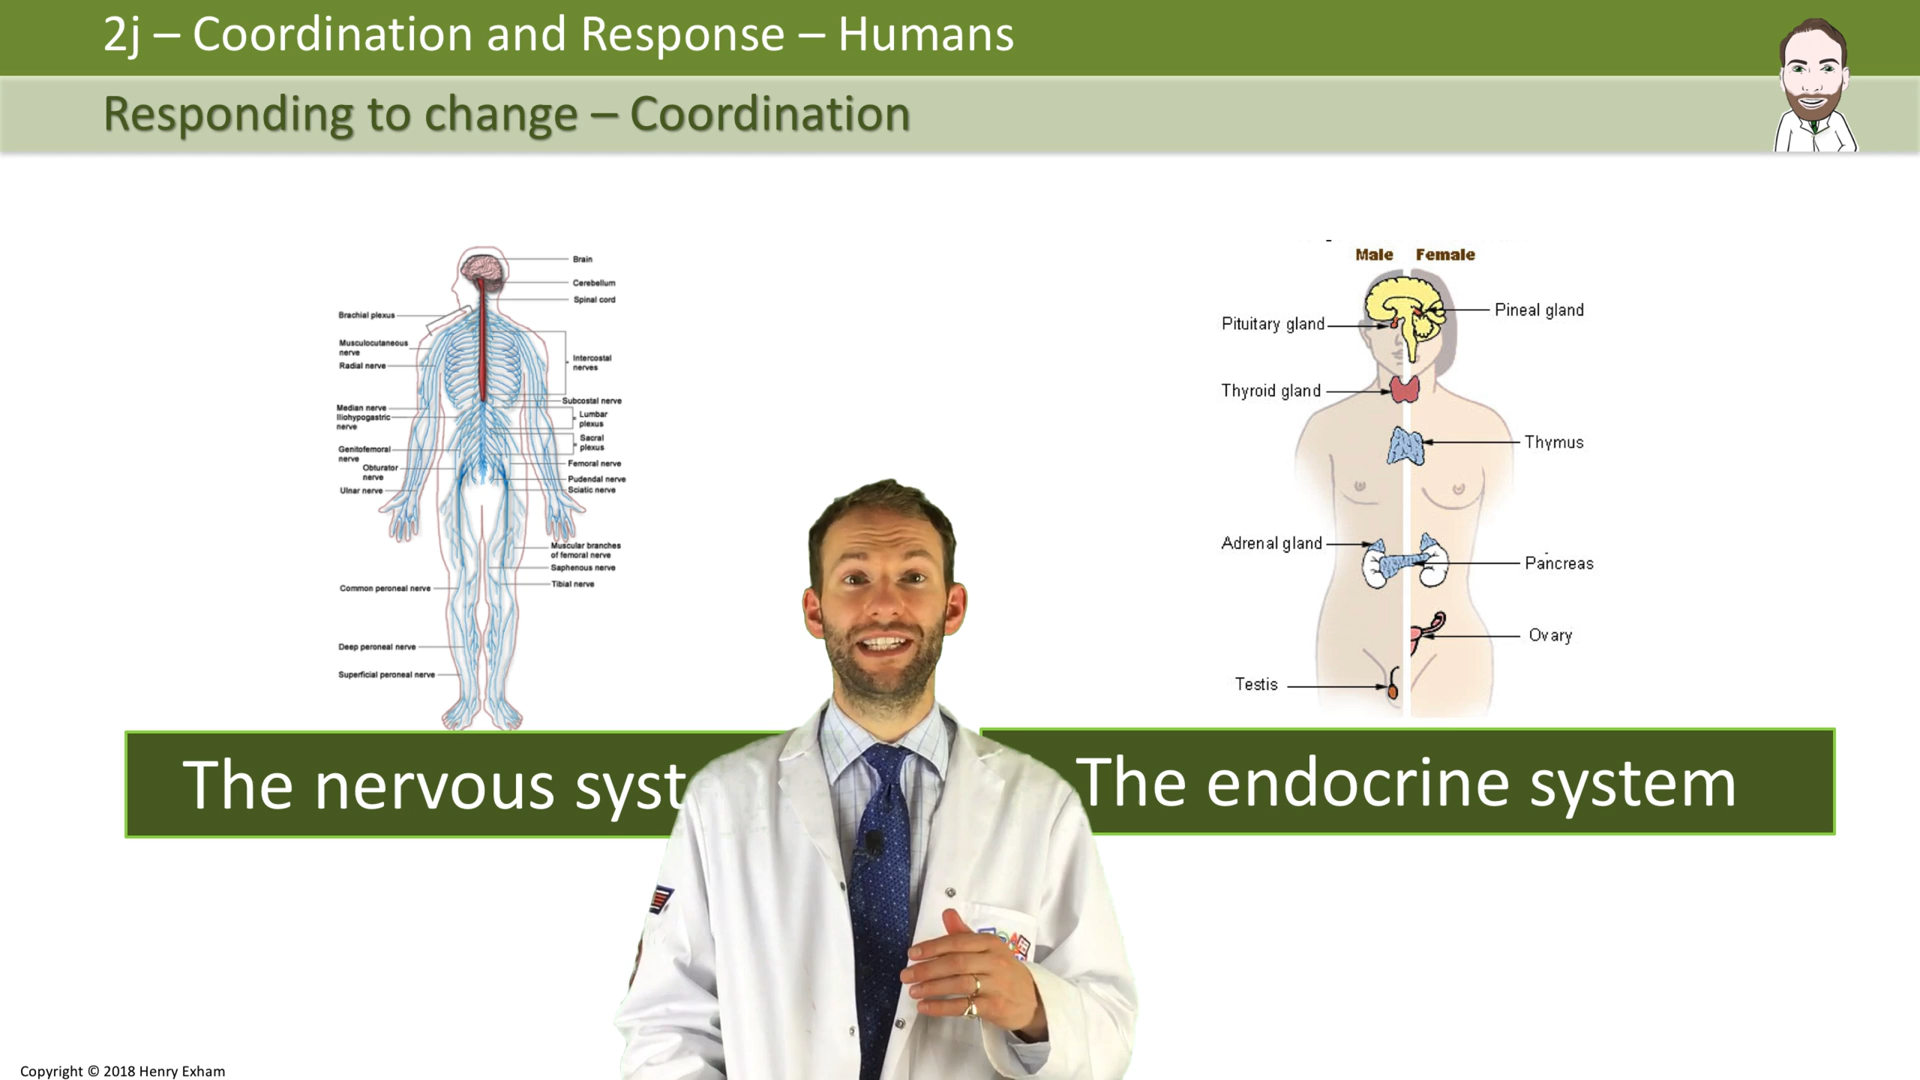 2j – Coordination and Response – Humans
Responding to change – Coordination
Brain
Cerebellum
Spinal cord
Brachial plexus
Musculocutaneous
nerve
Radial nerve
Intercostal
nerves
Subcostal nerve
Median nerve
Iliohypogastric
nerve
Lumbar
plexus
Sacral
plexus
Genitofemoral
nerve
Femoral nerve
Obturator
nerve
Pudendal nerve
Ulnar nerve
Sciatic nerve
Muscular branches
of femoral nerve
Saphenous nerve
Tibial nerve
Common peroneal nerve
Deep peroneal nerve
Superficial peroneal nerve
Male Female
Pineal gland
Pituitary gland
Thyroid gland
Thymus
Adrenal gland
Pancreas
Ovary
Testis
The nervous syst
The endocrine system
Copyright © 2018 Henry Exham